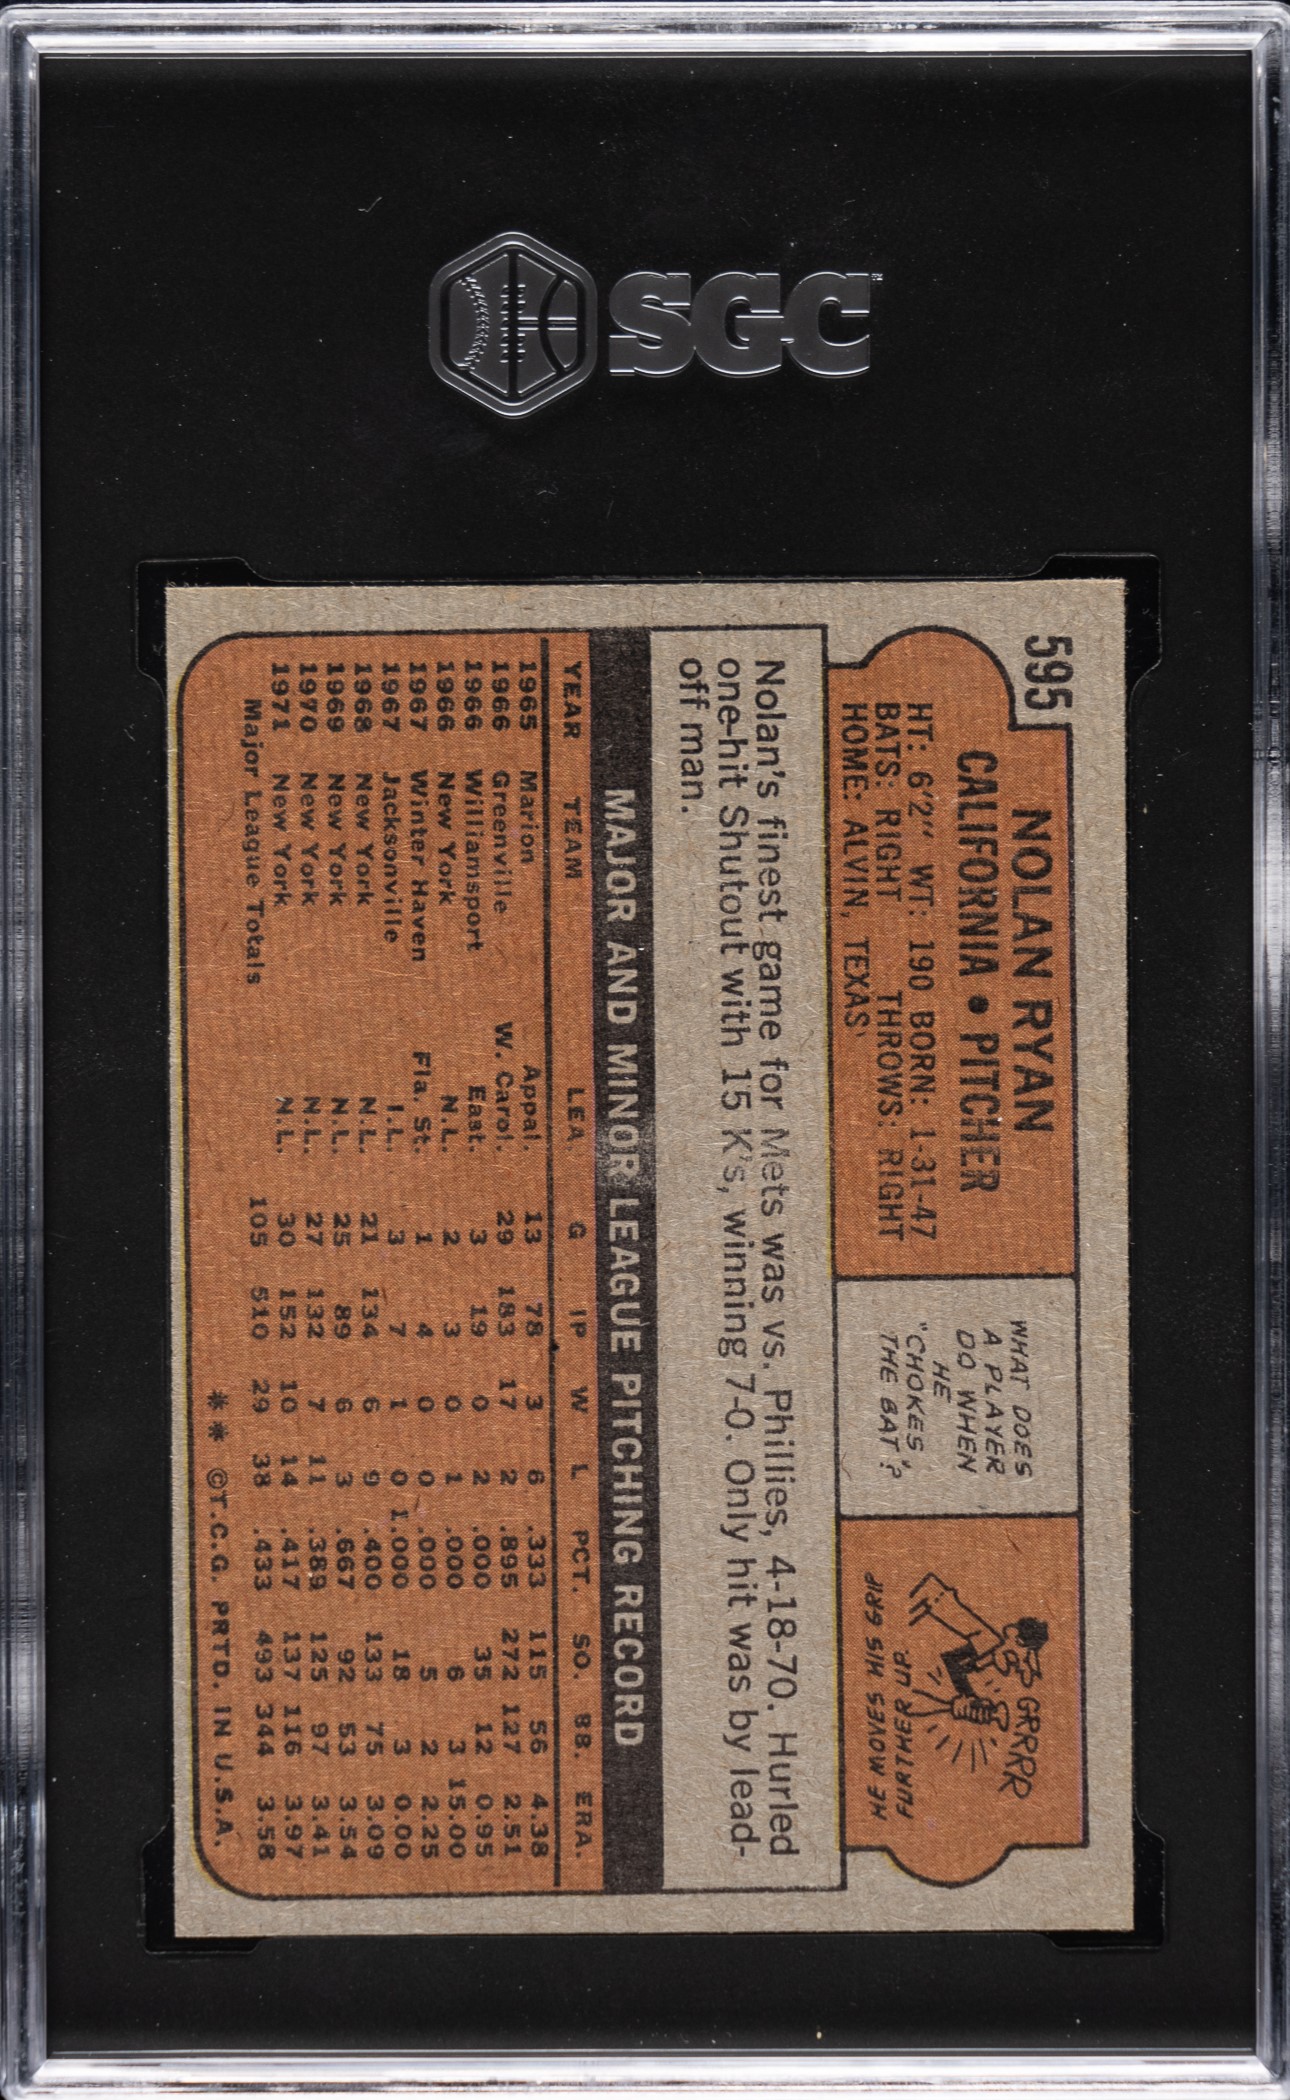 SGC
595
NOLAN RYAN
CALIFORNIA • PITCHER
HT: 6'2" WT: 190 BORN: 1-31-47
BATS: RIGHT THROWS: RIGHT
HOME: ALVIN, TEXAS
WHAT DOES
A PLAYER
DO WHEN
HE
"CHOKES"
THE BAT"?
GRRRR
HE MOVES HIS GRIP
FURTHER UP
Nolan's finest game for Mets was vs. Phillies, 4-18-70. Hurled
one-hit Shutout with 15 K's, winning 7-0. Only hit was by lead-
off man.
MAJOR AND MINOR LEAGUE PITCHING RECORD
YEAR TEAM LEA. G IP W L PCT. SO. BB. ERA.
1965 Marion Appal. 13 78 3 6 .333 115 56 4.38
1966 Greenville W. Carol. 29 183 17 2 .895 272 127 2.51
1966 Williamsport East. 3 19 0 2 .000 35 12 0.95
1966 New York N.L. 2 3 0 1 .000 6 3 15.00
1967 Winter Haven Fla. St. 1 4 0 0 .000 5 2 2.25
1967 Jacksonville I.L. 3 7 1 0 1.000 18 3 0.00
1968 New York N.L. 21 134 6 9 .400 133 75 3.09
1969 New York N.L. 25 89 6 3 .667 92 53 3.54
1970 New York N.L. 27 132 7 11 .389 125 97 3.41
1971 New York N.L. 30 152 10 14 .417 137 116 3.97
Major League Totals 105 510 29 38 .433 493 344 3.58
** ©T.C.G. PRTD. IN U.S.A.